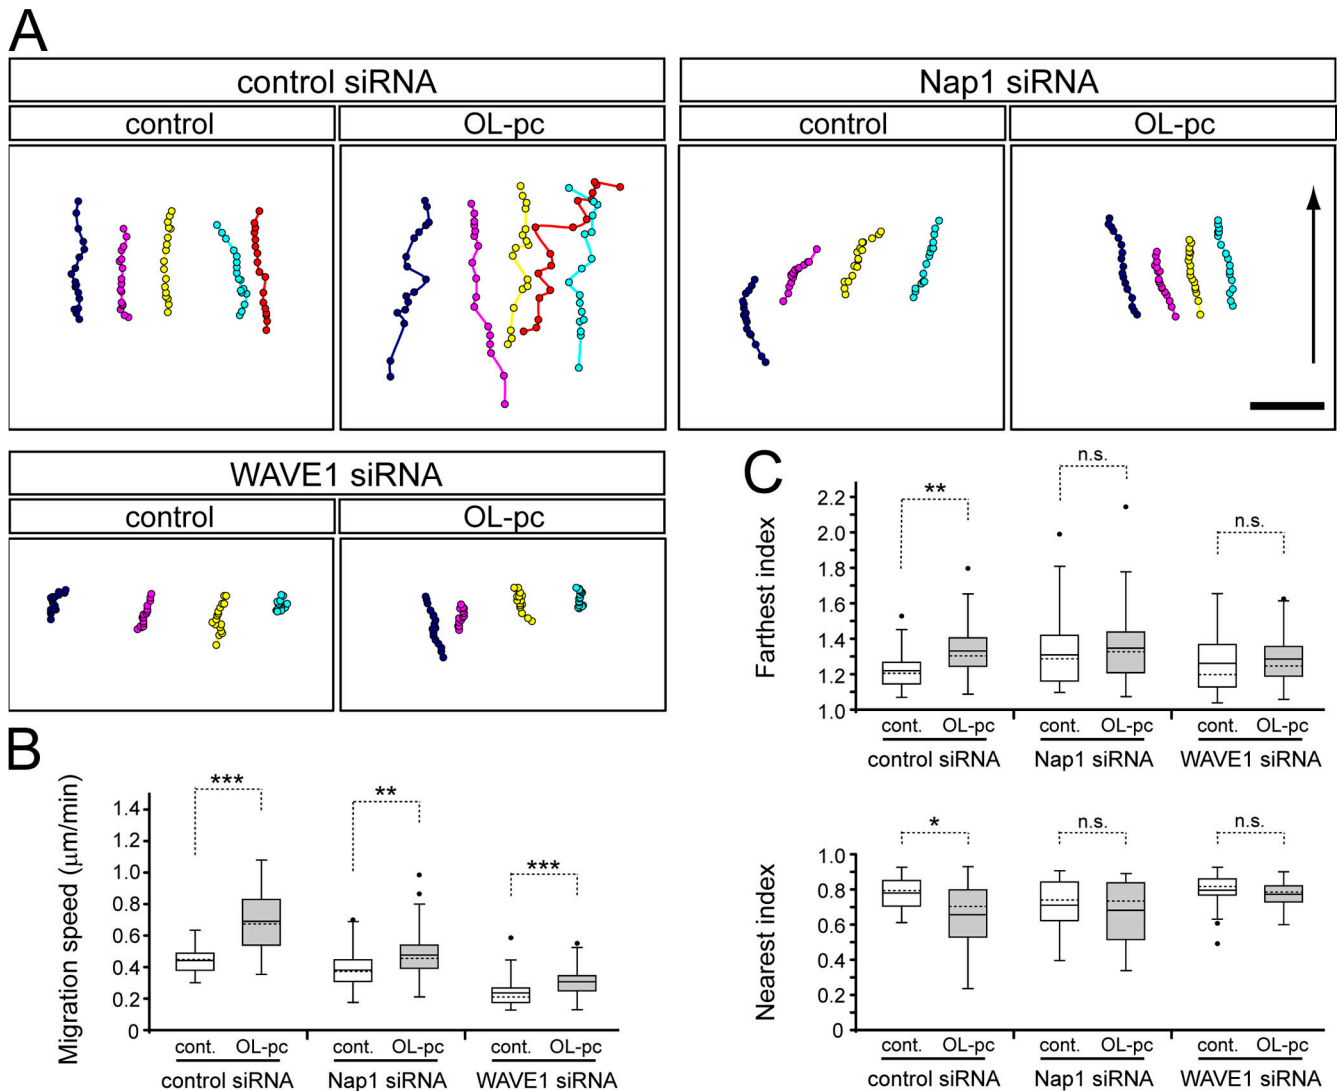 A
control siRNA
Nap1 siRNA
control
OL-pc
control
OL-pc
WAVE1 siRNA
control
OL-pc
B
Migration speed (μm/min)
1.4
1.2
1.0
0.8
0.6
0.4
0.2
0
***
**
***
cont. OL-pc cont. OL-pc cont. OL-pc
control siRNA Nap1 siRNA WAVE1 siRNA
C
Farthest index
2.2
2.0
1.8
1.6
1.4
1.2
1.0
**
n.s.
n.s.
cont. OL-pc cont. OL-pc cont. OL-pc
control siRNA Nap1 siRNA WAVE1 siRNA
Nearest index
1.0
0.8
0.6
0.4
0.2
0
*
n.s.
n.s.
cont. OL-pc cont. OL-pc cont. OL-pc
control siRNA Nap1 siRNA WAVE1 siRNA